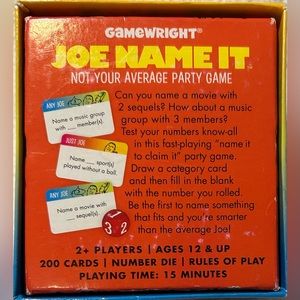 GAMEWRIGHT®
JOE NAME IT
NOT YOUR AVERAGE PARTY GAME
ANY JOE
Name a music group
with ___ member(s).
JUST JOE
Name ___ sport(s)
played without a ball.
ANY JOE
Name a movie with
___ sequel(s).
3 2
Can you name a movie with
2 sequels? How about a music
group with 3 members?
Test your numbers know-all
in this fast-playing "name it
to claim it" party game.
Draw a category card
and then fill in the blank
with the number you rolled.
Be the first to name something
that fits and you're smarter
than the average Joe!
2+ PLAYERS | AGES 12 & UP
200 CARDS | NUMBER DIE | RULES OF PLAY
PLAYING TIME: 15 MINUTES